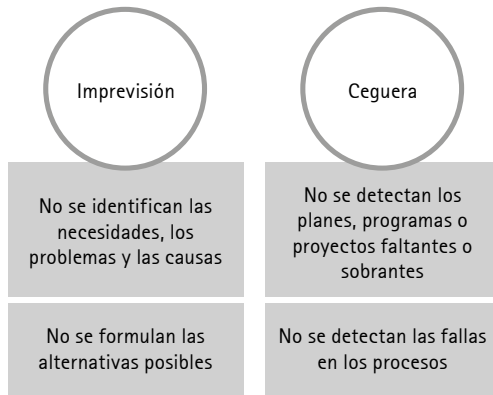 Imprevisión
No se identifican las
necesidades, los
problemas y las causas
No se formulan las
alternativas posibles
Ceguera
No se detectan los
planes, programas o
proyectos faltantes o
sobrantes
No se detectan las fallas
en los procesos